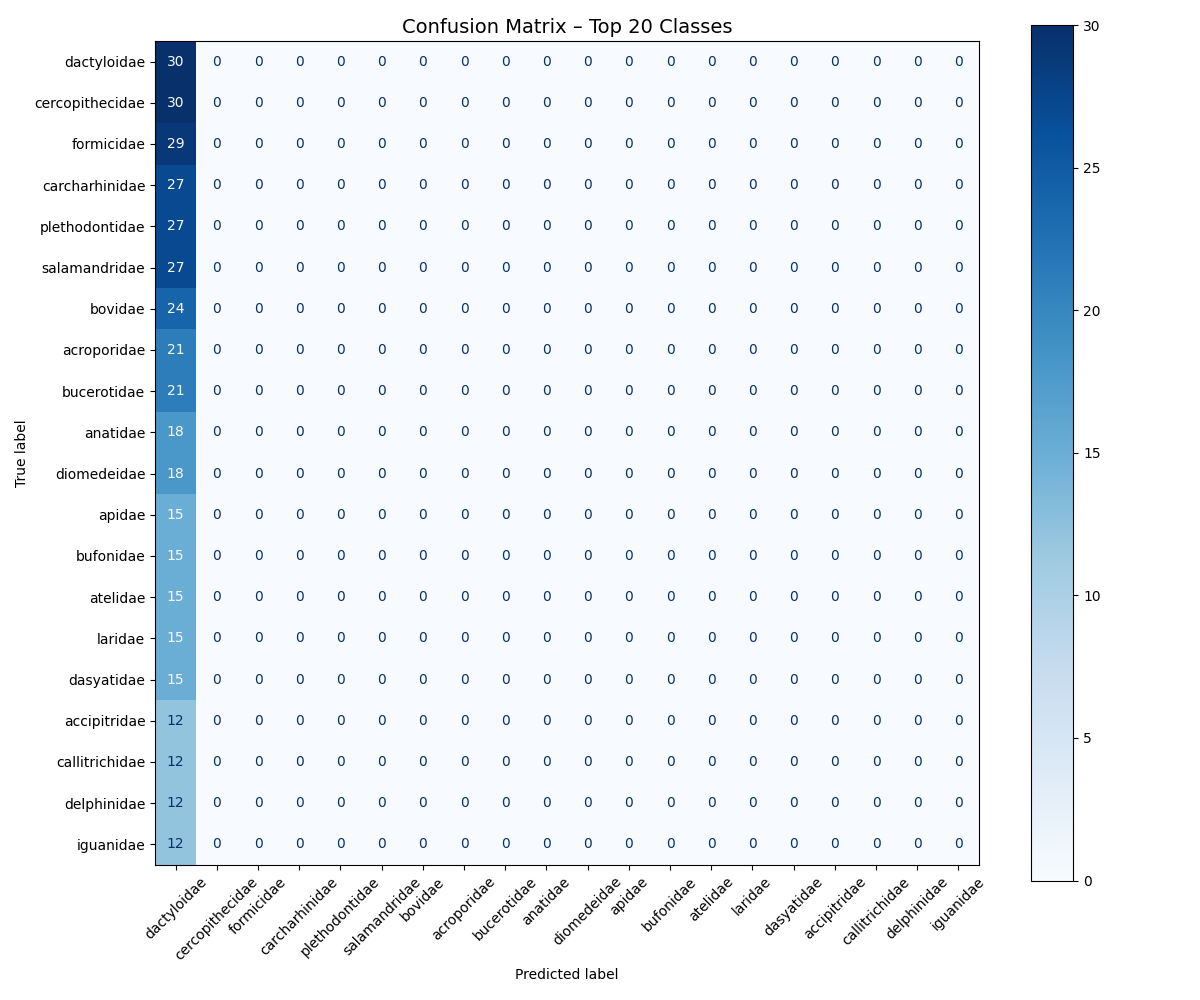 Confusion Matrix – Top 20 Classes
True label
dactyloidae 30 0 0 0 0 0 0 0 0 0 0 0 0 0 0 0 0 0 0 0
cercopithecidae 30 0 0 0 0 0 0 0 0 0 0 0 0 0 0 0 0 0 0 0
formicidae 29 0 0 0 0 0 0 0 0 0 0 0 0 0 0 0 0 0 0 0
carcharhinidae 27 0 0 0 0 0 0 0 0 0 0 0 0 0 0 0 0 0 0 0
plethodontidae 27 0 0 0 0 0 0 0 0 0 0 0 0 0 0 0 0 0 0 0
salamandridae 27 0 0 0 0 0 0 0 0 0 0 0 0 0 0 0 0 0 0 0
bovidae 24 0 0 0 0 0 0 0 0 0 0 0 0 0 0 0 0 0 0 0
acroporidae 21 0 0 0 0 0 0 0 0 0 0 0 0 0 0 0 0 0 0 0
bucerotidae 21 0 0 0 0 0 0 0 0 0 0 0 0 0 0 0 0 0 0 0
anatidae 18 0 0 0 0 0 0 0 0 0 0 0 0 0 0 0 0 0 0 0
diomedeidae 18 0 0 0 0 0 0 0 0 0 0 0 0 0 0 0 0 0 0 0
apidae 15 0 0 0 0 0 0 0 0 0 0 0 0 0 0 0 0 0 0 0
bufonidae 15 0 0 0 0 0 0 0 0 0 0 0 0 0 0 0 0 0 0 0
atelidae 15 0 0 0 0 0 0 0 0 0 0 0 0 0 0 0 0 0 0 0
laridae 15 0 0 0 0 0 0 0 0 0 0 0 0 0 0 0 0 0 0 0
dasyatidae 15 0 0 0 0 0 0 0 0 0 0 0 0 0 0 0 0 0 0 0
accipitridae 12 0 0 0 0 0 0 0 0 0 0 0 0 0 0 0 0 0 0 0
callitrichidae 12 0 0 0 0 0 0 0 0 0 0 0 0 0 0 0 0 0 0 0
delphinidae 12 0 0 0 0 0 0 0 0 0 0 0 0 0 0 0 0 0 0 0
iguanidae 12 0 0 0 0 0 0 0 0 0 0 0 0 0 0 0 0 0 0 0
dactyloidae
cercopithecidae
formicidae
carcharhinidae
plethodontidae
salamandridae
bovidae
acroporidae
bucerotidae
anatidae
diomedeidae
apidae
bufonidae
atelidae
laridae
dasyatidae
accipitridae
callitrichidae
delphinidae
iguanidae
Predicted label
30
25
20
15
10
5
0